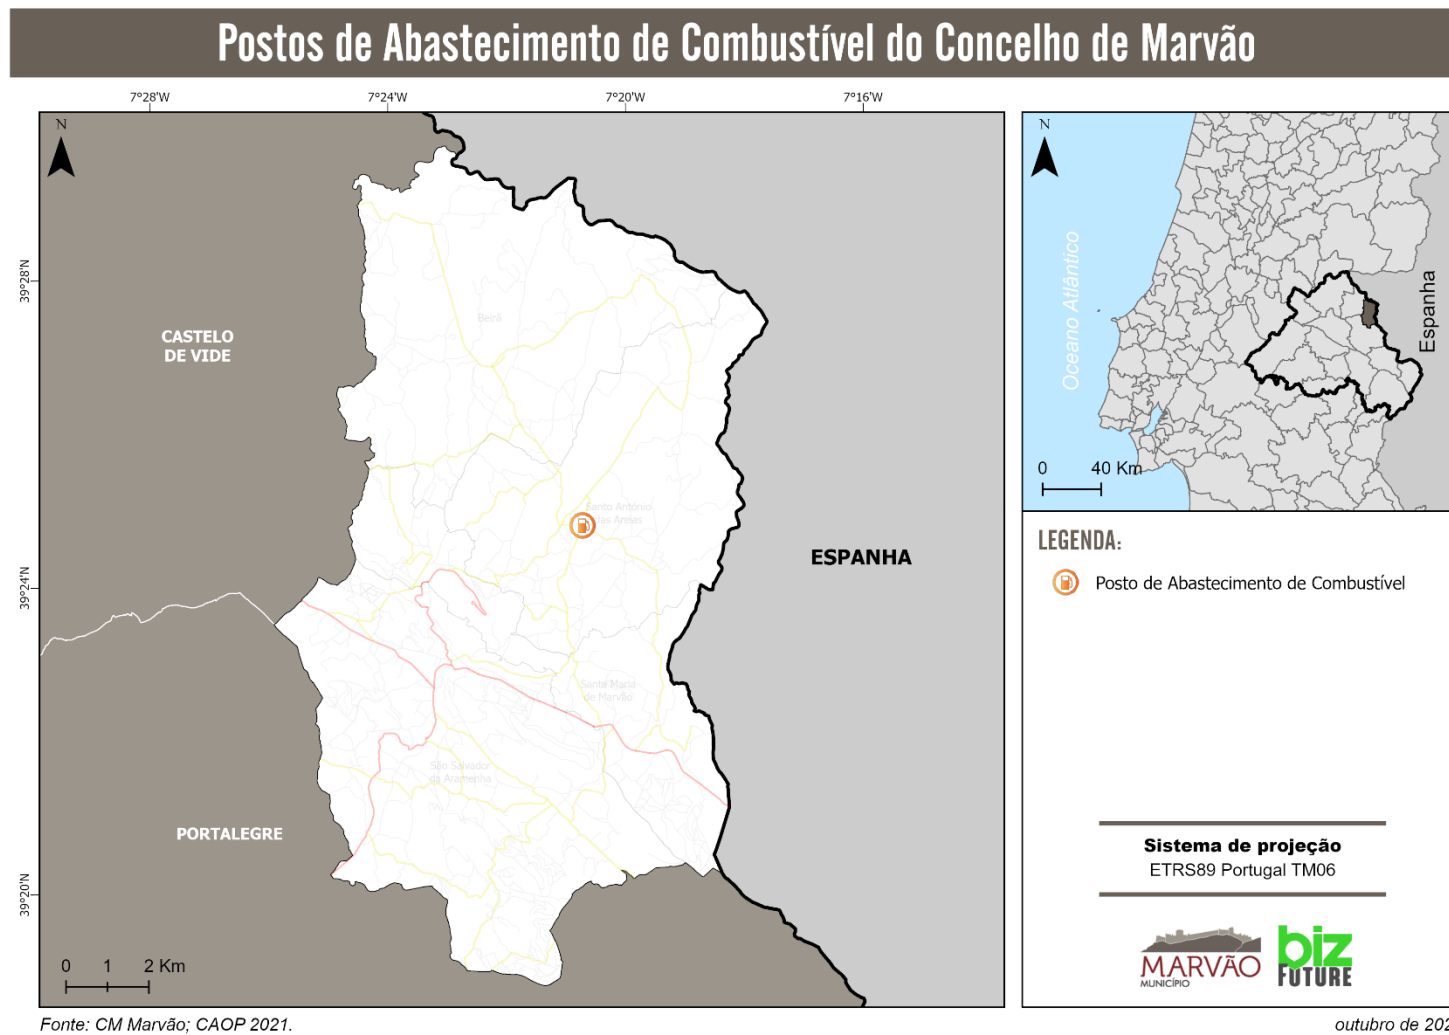 Postos de Abastecimento de Combustível do Concelho de Marvão
7°28'W
7°24'W
7°20'W
7°16'W
N
39°28'N
39°24'N
39°20'N
CASTELO
DE VIDE
Beirã
Santo António
das Areias
ESPANHA
Santa Maria
de Marvão
São Salvador
da Aramenha
PORTALEGRE
0 1 2 Km
N
Oceano Atlântico
Espanha
0 40 Km
LEGENDA:
Posto de Abastecimento de Combustível
Sistema de projeção
ETRS89 Portugal TM06
MARVÃO
MUNICÍPIO
biz
FUTURE
Fonte: CM Marvão; CAOP 2021.
outubro de 202